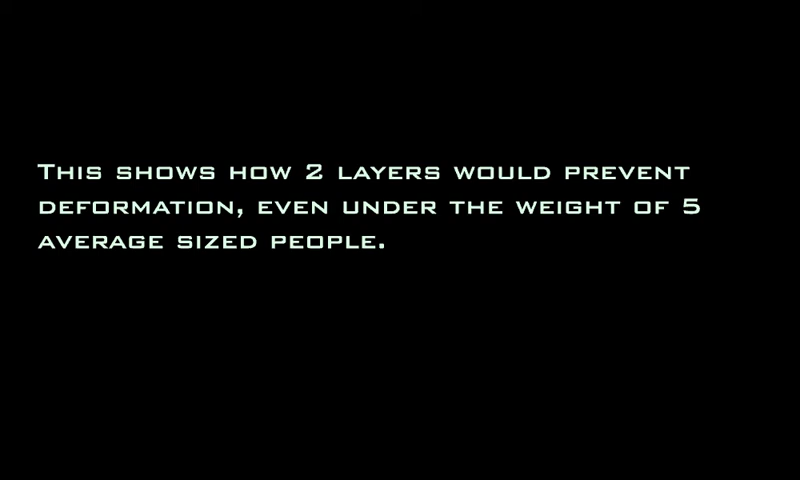 This shows how 2 layers would prevent
deformation, even under the weight of 5
average sized people.